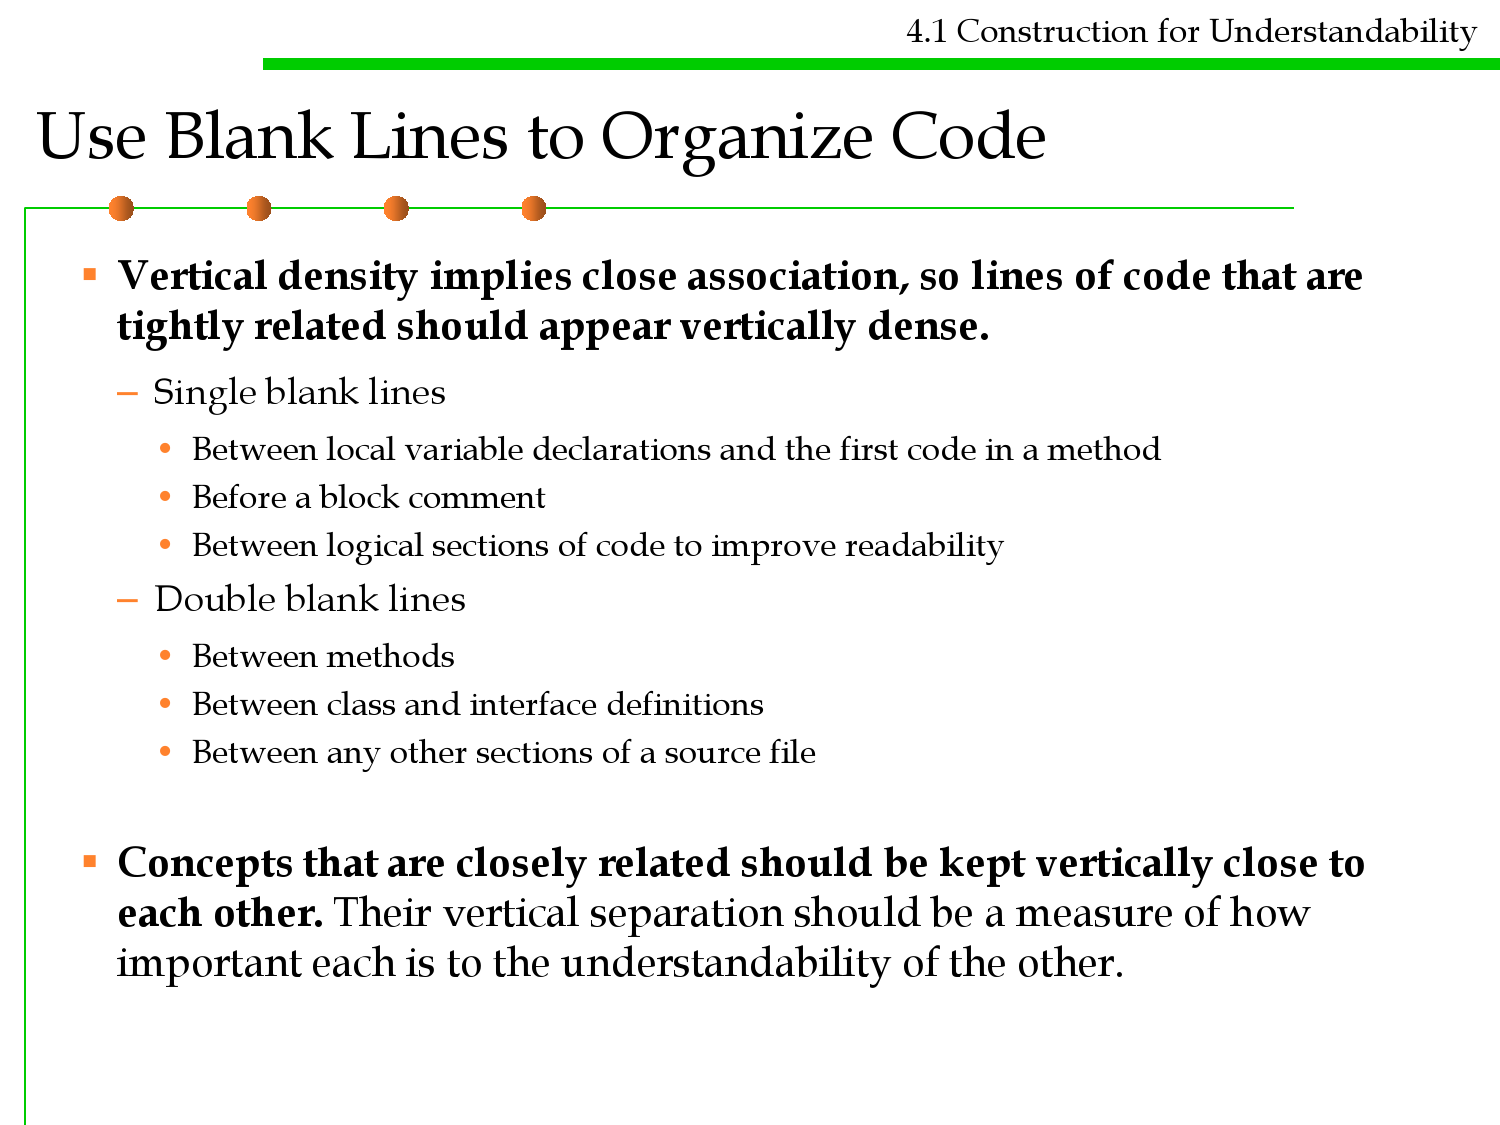 4.1 Construction for Understandability
Use Blank Lines to Organize Code
▪ Vertical density implies close association, so lines of code that are
tightly related should appear vertically dense.
– Single blank lines
• Between local variable declarations and the first code in a method
• Before a block comment
• Between logical sections of code to improve readability
– Double blank lines
• Between methods
• Between class and interface definitions
• Between any other sections of a source file
▪ Concepts that are closely related should be kept vertically close to
each other. Their vertical separation should be a measure of how
important each is to the understandability of the other.